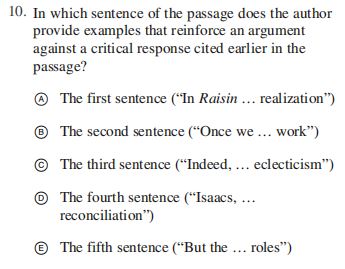 10. In which sentence of the passage does the author
provide examples that reinforce an argument
against a critical response cited earlier in the
passage?
Ⓐ The first sentence (“In Raisin … realization”)
Ⓑ The second sentence (“Once we … work”)
Ⓒ The third sentence (“Indeed, … eclecticism”)
Ⓓ The fourth sentence (“Isaacs, …
reconciliation”)
Ⓔ The fifth sentence (“But the … roles”)